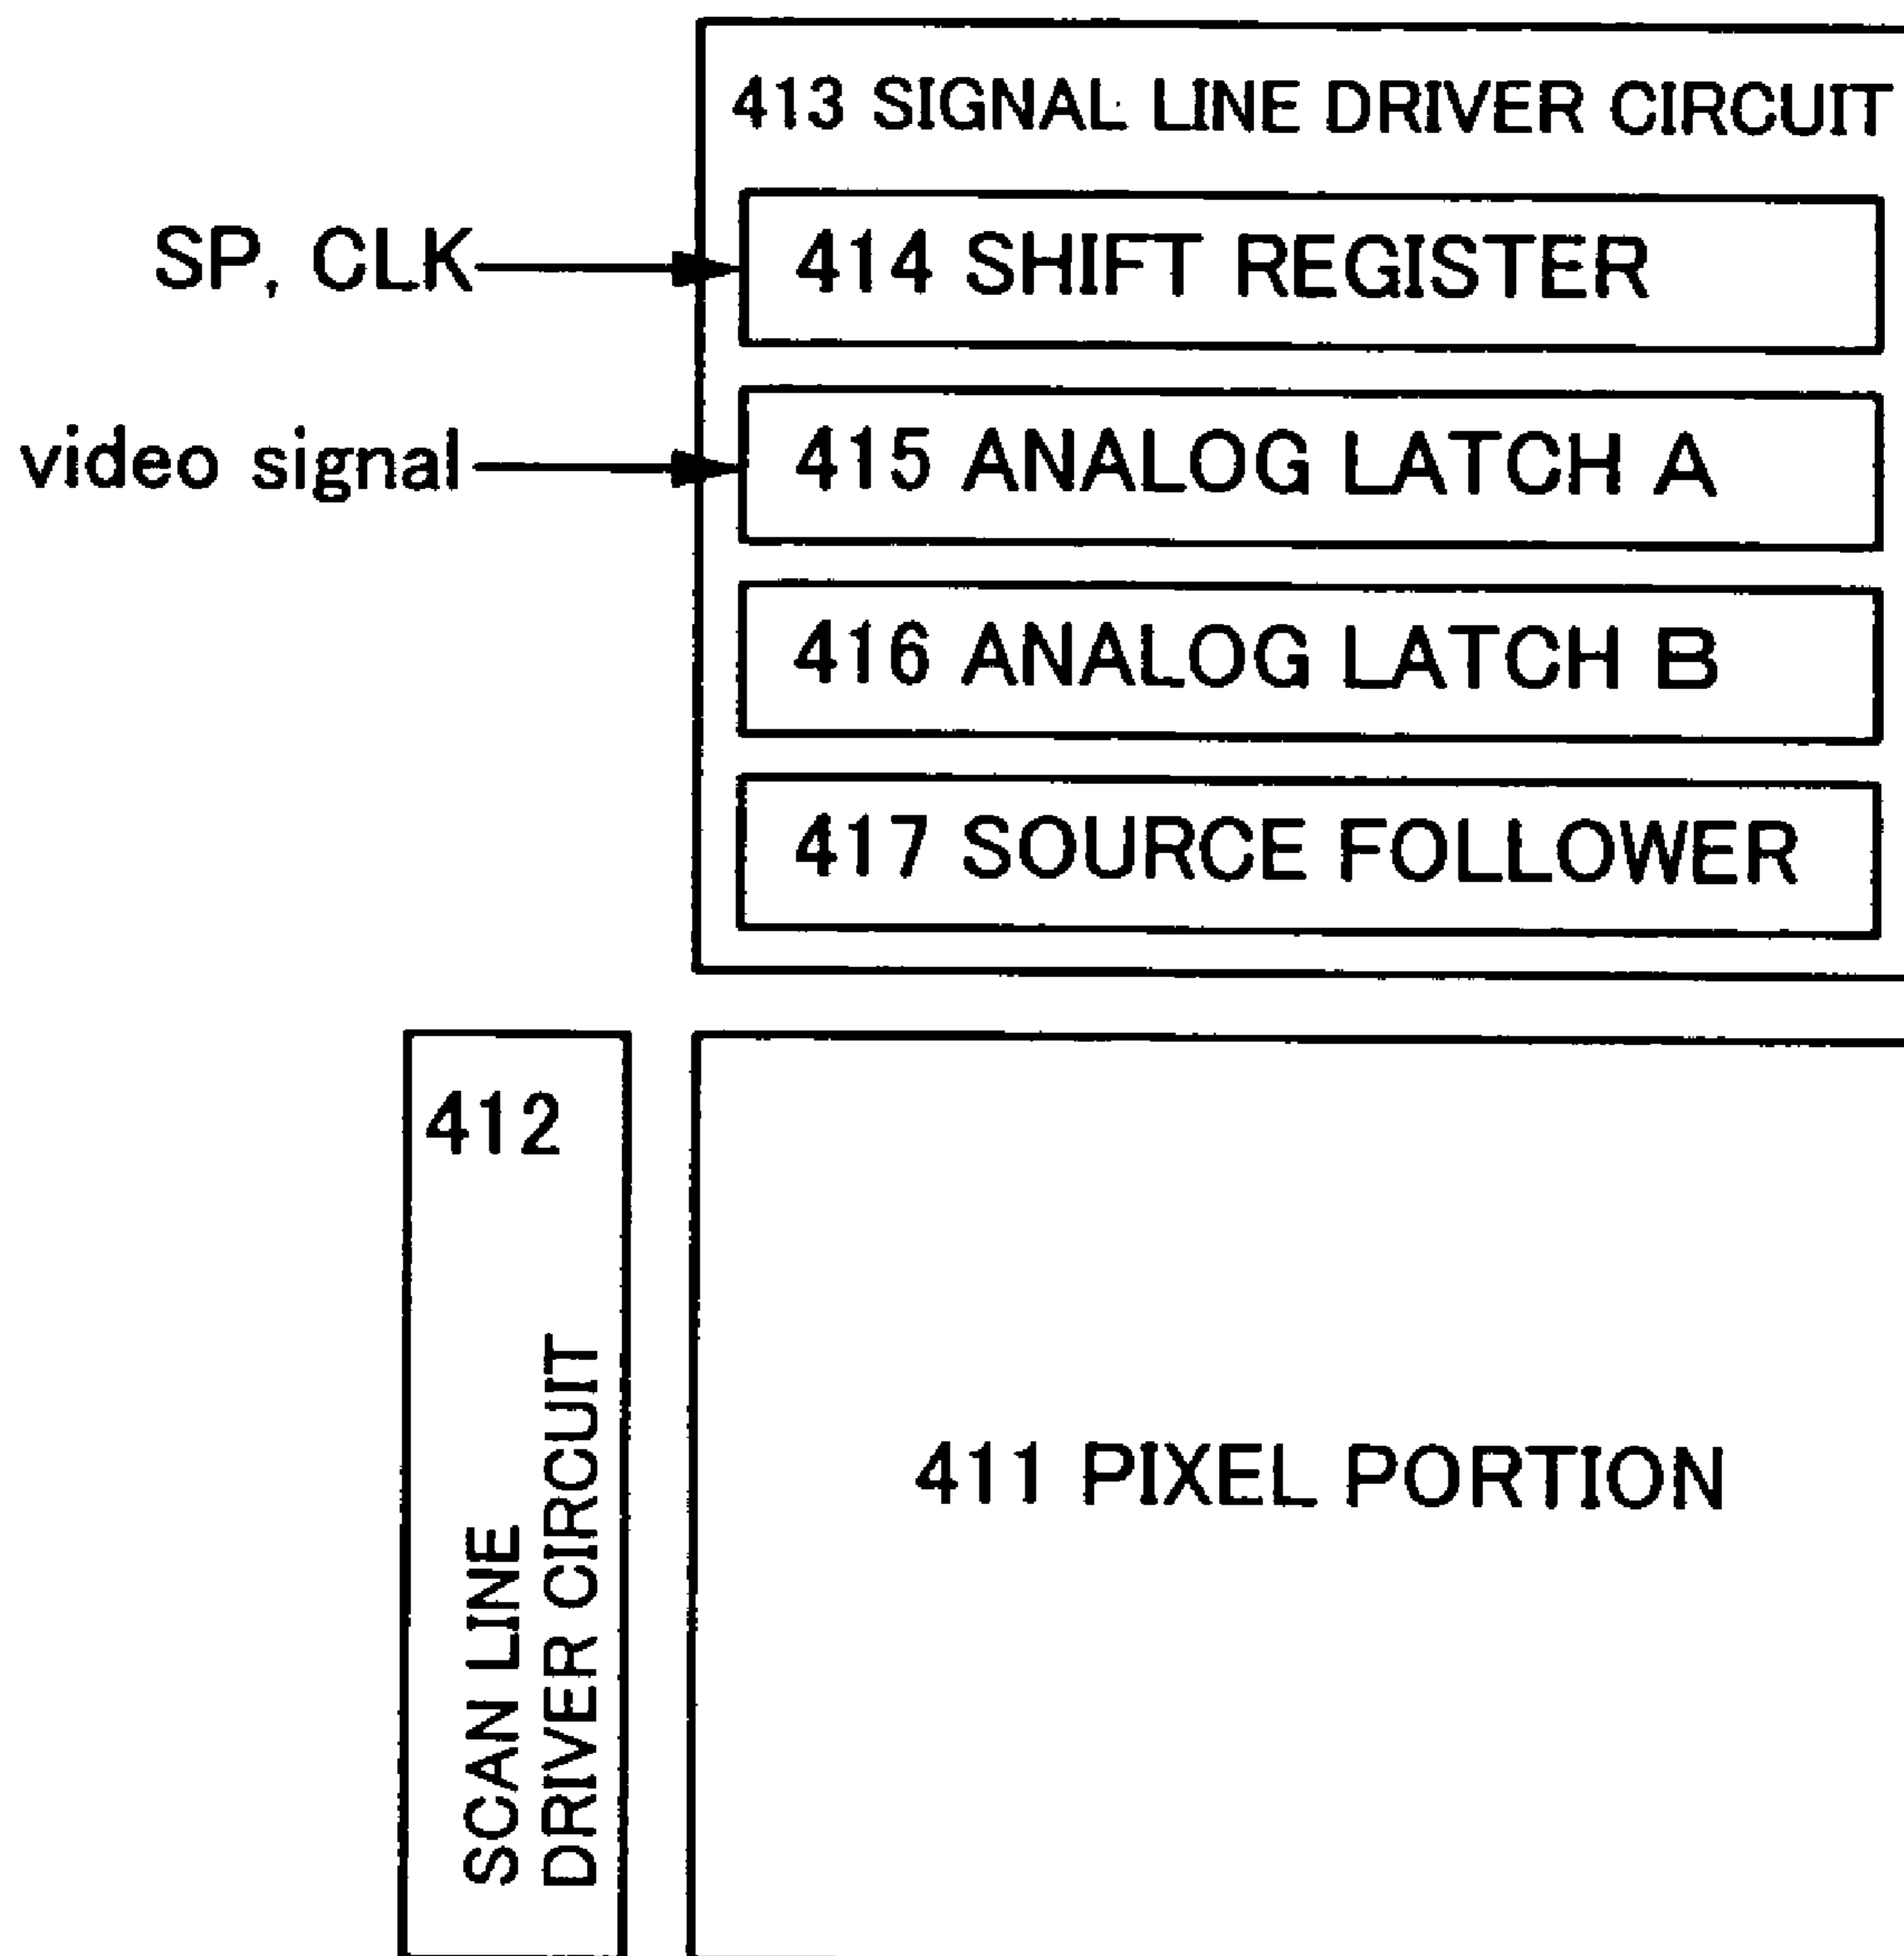 413 SIGNAL LINE DRIVER CIRCUIT
SP, CLK
414 SHIFT REGISTER
video signal
415 ANALOG LATCH A
416 ANALOG LATCH B
417 SOURCE FOLLOWER
412
SCAN LINE
DRIVER CIRCUIT
411 PIXEL PORTION